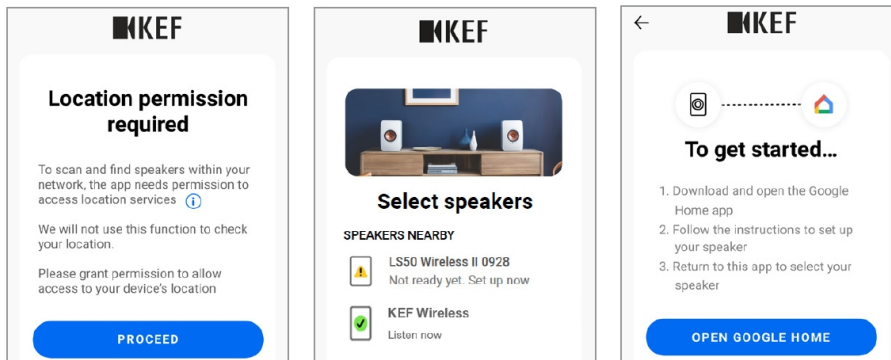 KEF
Location permission
required
To scan and find speakers within your
network, the app needs permission to
access location services
We will not use this function to check
your location.
Please grant permission to allow
access to your device's location
PROCEED
KEF
Select speakers
SPEAKERS NEARBY
LS50 Wireless II 0928
Not ready yet. Set up now
KEF Wireless
Listen now
KEF
To get started...
1. Download and open the Google
Home app
2. Follow the instructions to set up
your speaker
3. Return to this app to select your
speaker
OPEN GOOGLE HOME